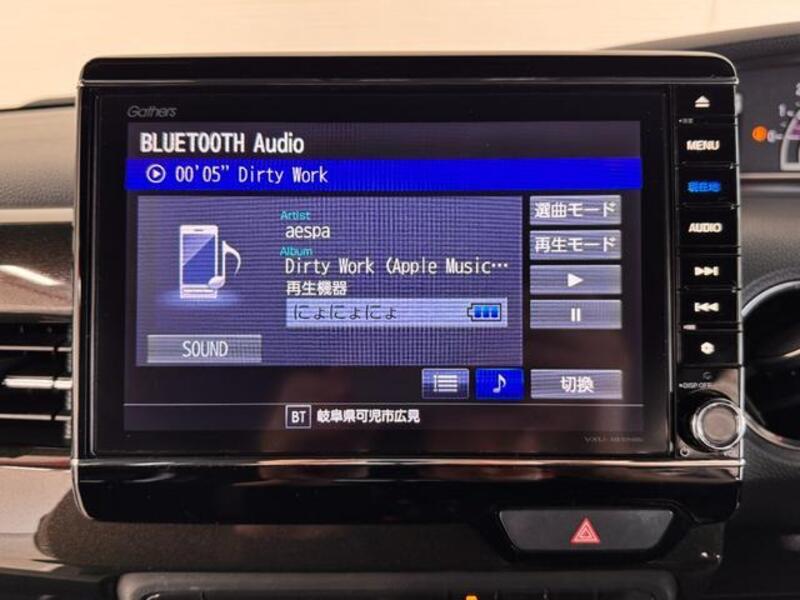 Gathers
BLUETOOTH Audio
00'05" Dirty Work
Artist
aespa
Album
Dirty Work (Apple Music…
再生機器
にょにょにょ
SOUND
選曲モード
再生モード
切換
BT 岐阜県可児市広見
MENU
現在地
AUDIO
DISP OFF